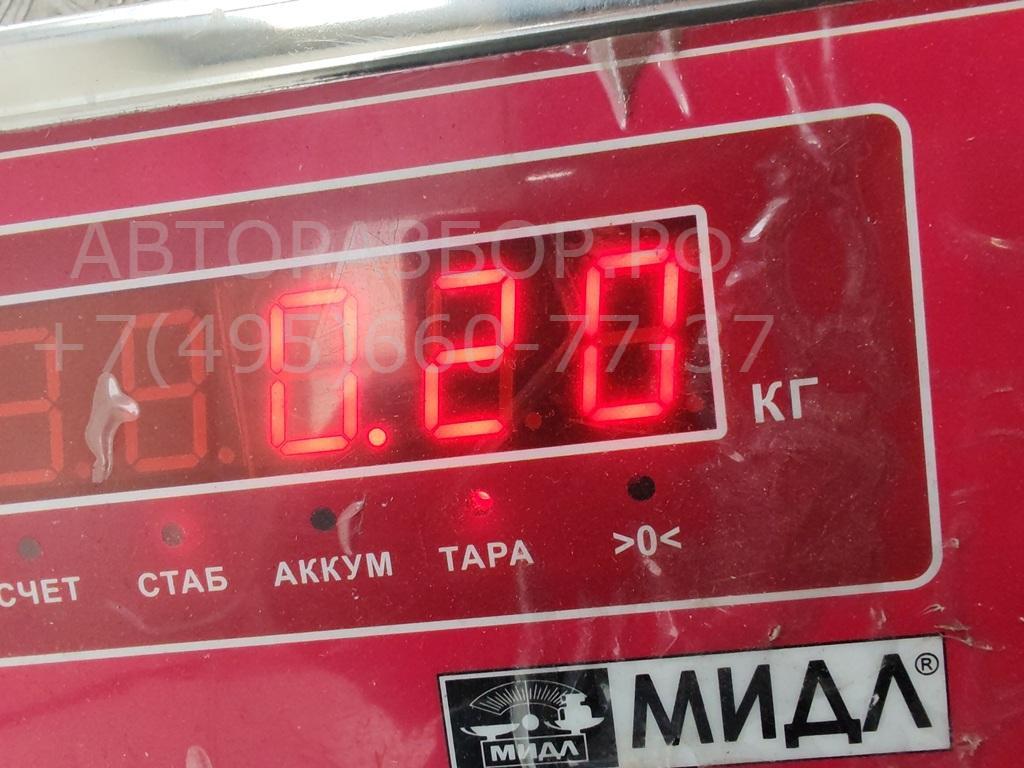 АВТОРАЗБОР.РФ
+7(495)660-77-37
0.20
КГ
СЧЕТ СТАБ АККУМ ТАРА >0<
МИДЛ МИДЛ®